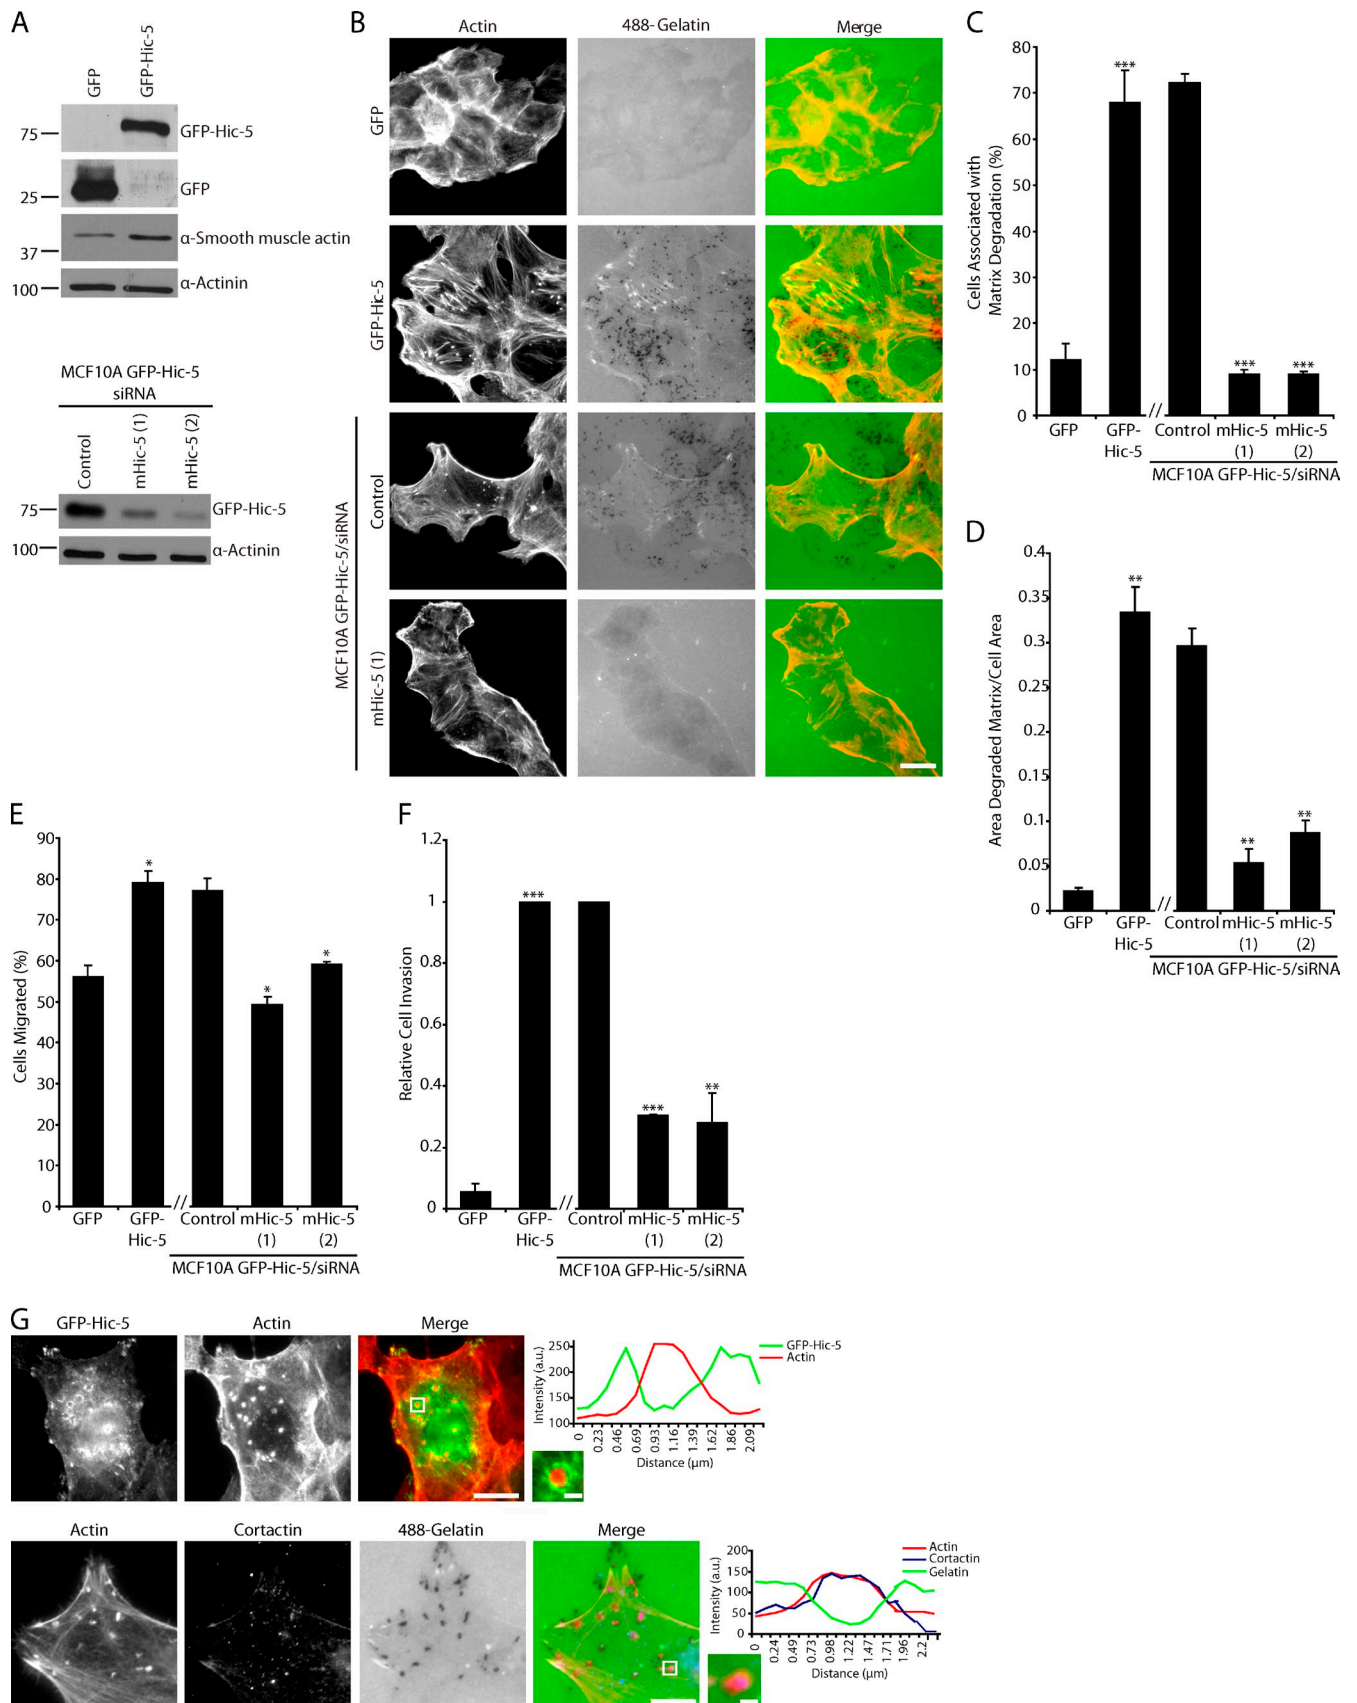 A
GFP
GFP-Hic-5
75
GFP-Hic-5
25
GFP
37
α-Smooth muscle actin
100
α-Actinin
MCF10A GFP-Hic-5
siRNA
Control
mHic-5 (1)
mHic-5 (2)
75
GFP-Hic-5
100
α-Actinin
B
Actin
488-Gelatin
Merge
GFP
GFP-Hic-5
Control
mHic-5 (1)
MCF10A GFP-Hic-5/siRNA
C
Cells Associated with
Matrix Degradation (%)
80
70
60
50
40
30
20
10
0
***
***
***
GFP
GFP-
Hic-5
//
Control
mHic-5
(1)
mHic-5
(2)
MCF10A GFP-Hic-5/siRNA
D
Area Degraded Matrix/Cell Area
0.4
0.35
0.3
0.25
0.2
0.15
0.1
0.05
0
**
**
**
GFP
GFP-
Hic-5
//
Control
mHic-5
(1)
mHic-5
(2)
MCF10A GFP-Hic-5/siRNA
E
Cells Migrated (%)
90
80
70
60
50
40
30
20
10
0
*
*
*
GFP
GFP-
Hic-5
//
Control
mHic-5
(1)
mHic-5
(2)
MCF10A GFP-Hic-5/siRNA
F
Relative Cell Invasion
1.2
1
0.8
0.6
0.4
0.2
0
***
***
**
GFP
GFP-
Hic-5
//
Control
mHic-5
(1)
mHic-5
(2)
MCF10A GFP-Hic-5/siRNA
G
GFP-Hic-5
Actin
Merge
Intensity (a.u.)
250
200
150
100
GFP-Hic-5
Actin
0 0.23 0.46 0.69 0.93 1.16 1.39 1.62 1.86 2.09
Distance (μm)
Actin
Cortactin
488-Gelatin
Merge
Intensity (a.u.)
200
150
100
50
0
Actin
Cortactin
Gelatin
0 0.24 0.49 0.73 0.98 1.22 1.47 1.71 1.96 2.2
Distance (μm)